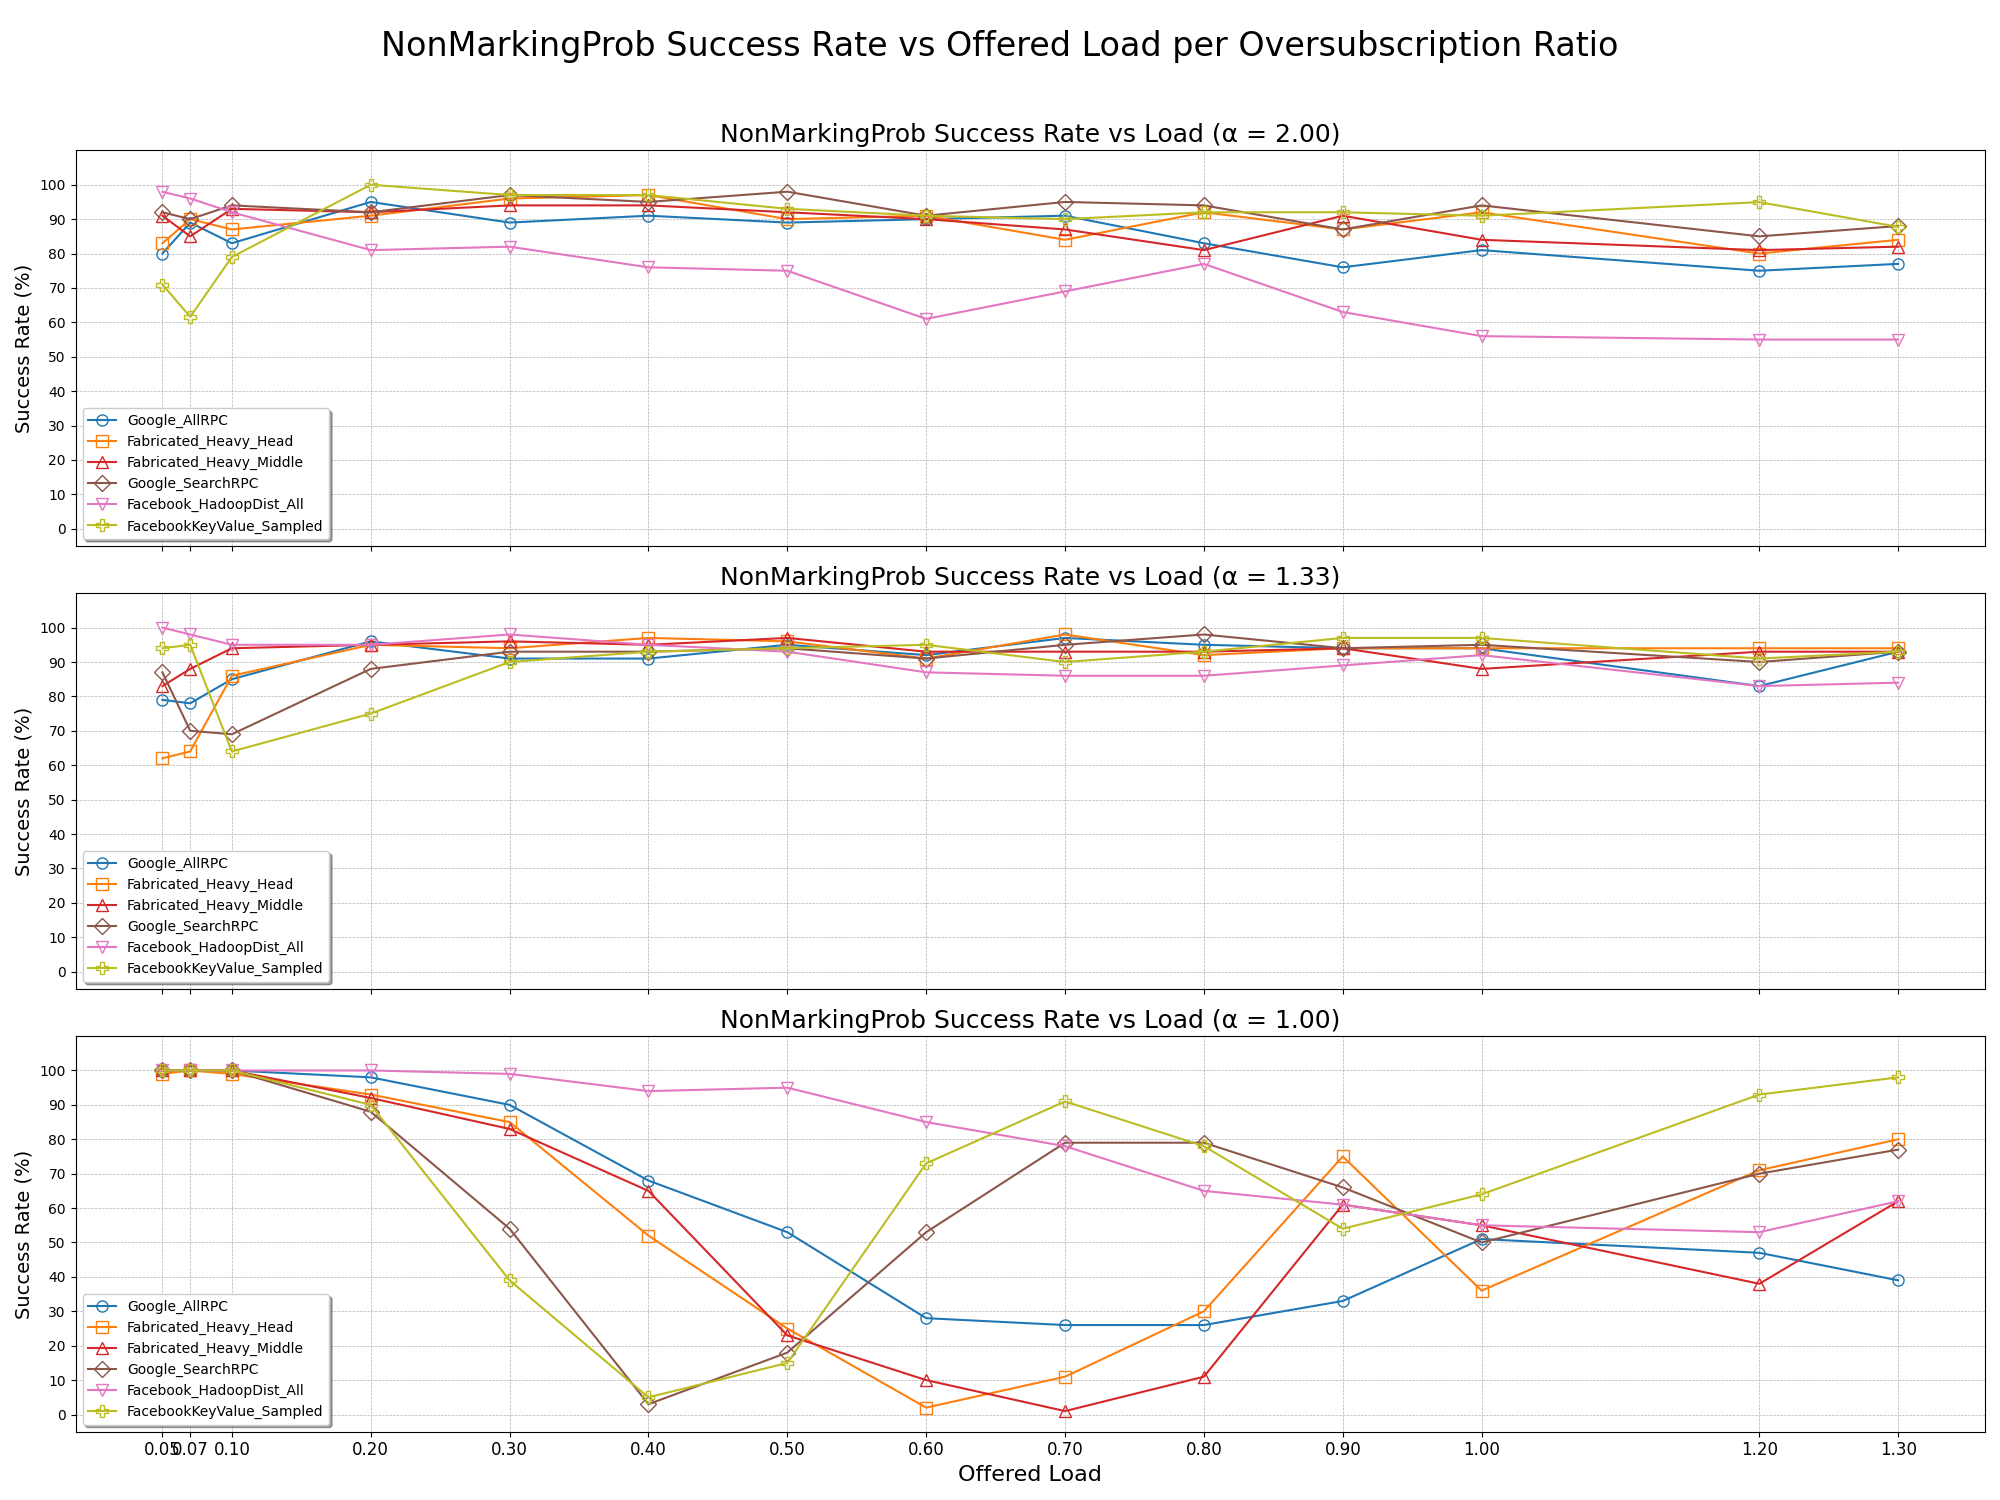 NonMarkingProb Success Rate vs Offered Load per Oversubscription Ratio
NonMarkingProb Success Rate vs Load (α = 2.00)
Success Rate (%)
100
90
80
70
60
50
40
30
20
10
0
Google_AllRPC
Fabricated_Heavy_Head
Fabricated_Heavy_Middle
Google_SearchRPC
Facebook_HadoopDist_All
FacebookKeyValue_Sampled
NonMarkingProb Success Rate vs Load (α = 1.33)
Success Rate (%)
100
90
80
70
60
50
40
30
20
10
0
Google_AllRPC
Fabricated_Heavy_Head
Fabricated_Heavy_Middle
Google_SearchRPC
Facebook_HadoopDist_All
FacebookKeyValue_Sampled
NonMarkingProb Success Rate vs Load (α = 1.00)
Success Rate (%)
100
90
80
70
60
50
40
30
20
10
0
Google_AllRPC
Fabricated_Heavy_Head
Fabricated_Heavy_Middle
Google_SearchRPC
Facebook_HadoopDist_All
FacebookKeyValue_Sampled
0.05 0.07 0.10 0.20 0.30 0.40 0.50 0.60 0.70 0.80 0.90 1.00 1.20 1.30
Offered Load